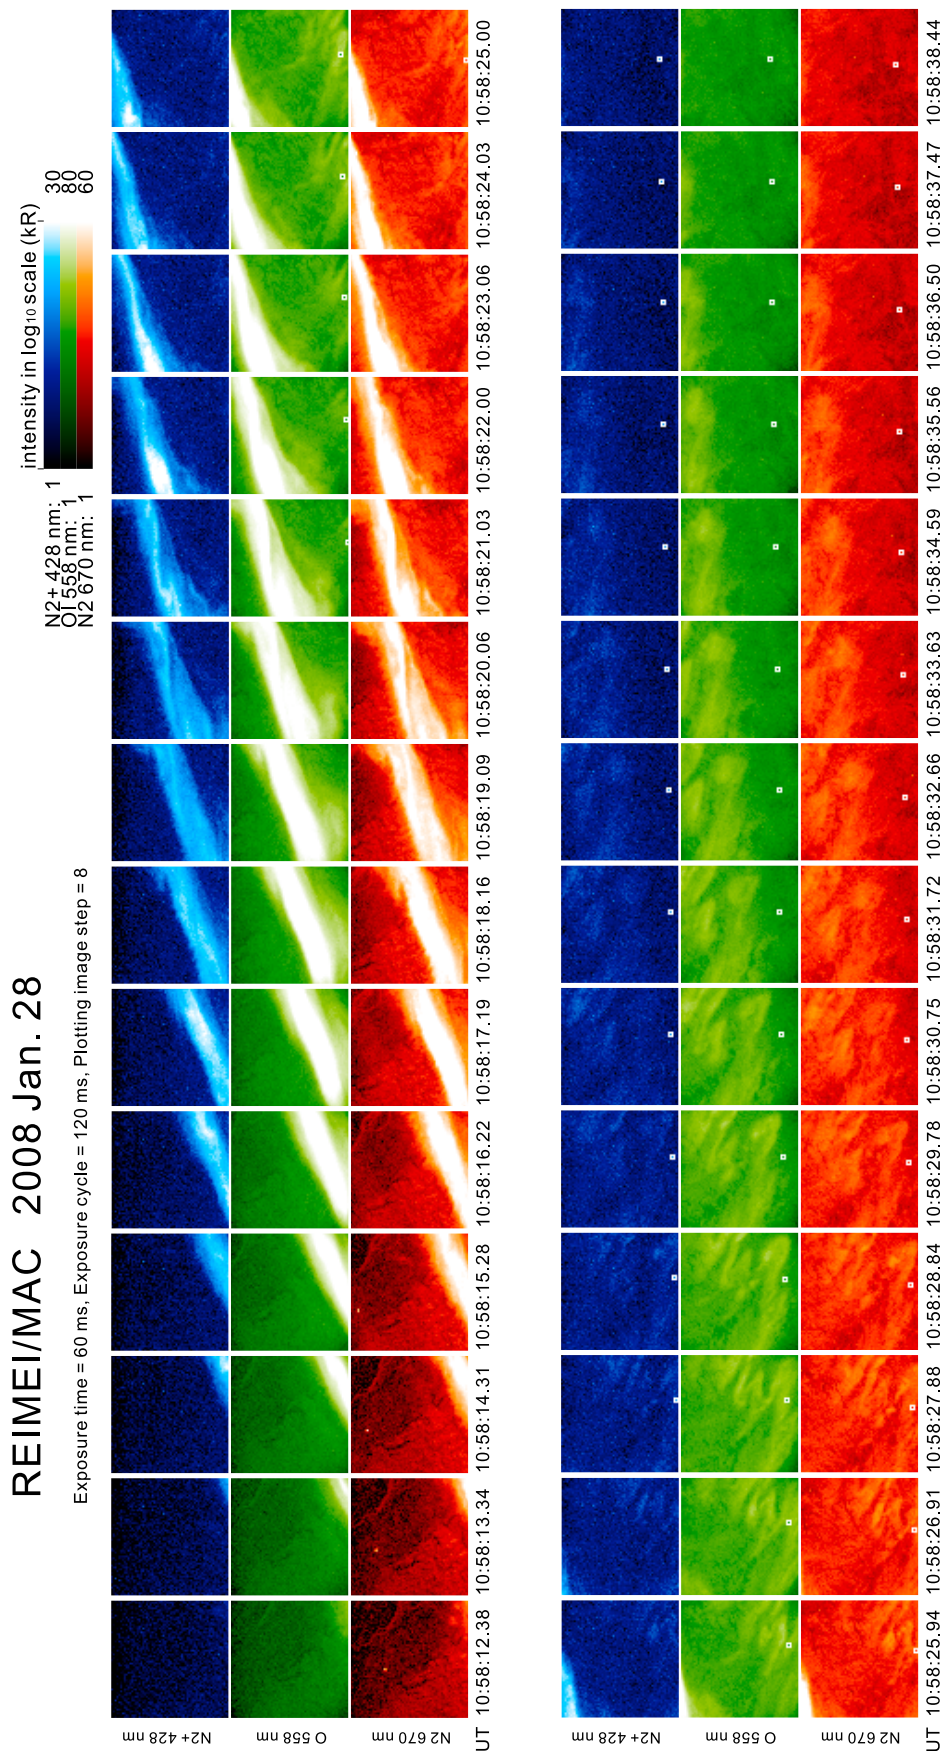 REIMEI/MAC 2008 Jan. 28
Exposure time = 60 ms, Exposure cycle = 120 ms, Plotting image step = 8
intensity in log10 scale (kR)
N2+ 428 nm: 1 30
OI 558 nm: 1 80
N2 670 nm: 1 60
N2+ 428 nm
O 558 nm
N2 670 nm
UT 10:58:12.38 10:58:13.34 10:58:14.31 10:58:15.28 10:58:16.22 10:58:17.19 10:58:18.16 10:58:19.09 10:58:20.06 10:58:21.03 10:58:22.00 10:58:23.06 10:58:24.03 10:58:25.00
N2+ 428 nm
O 558 nm
N2 670 nm
UT 10:58:25.94 10:58:26.91 10:58:27.88 10:58:28.84 10:58:29.78 10:58:30.75 10:58:31.72 10:58:32.66 10:58:33.63 10:58:34.59 10:58:35.56 10:58:36.50 10:58:37.47 10:58:38.44